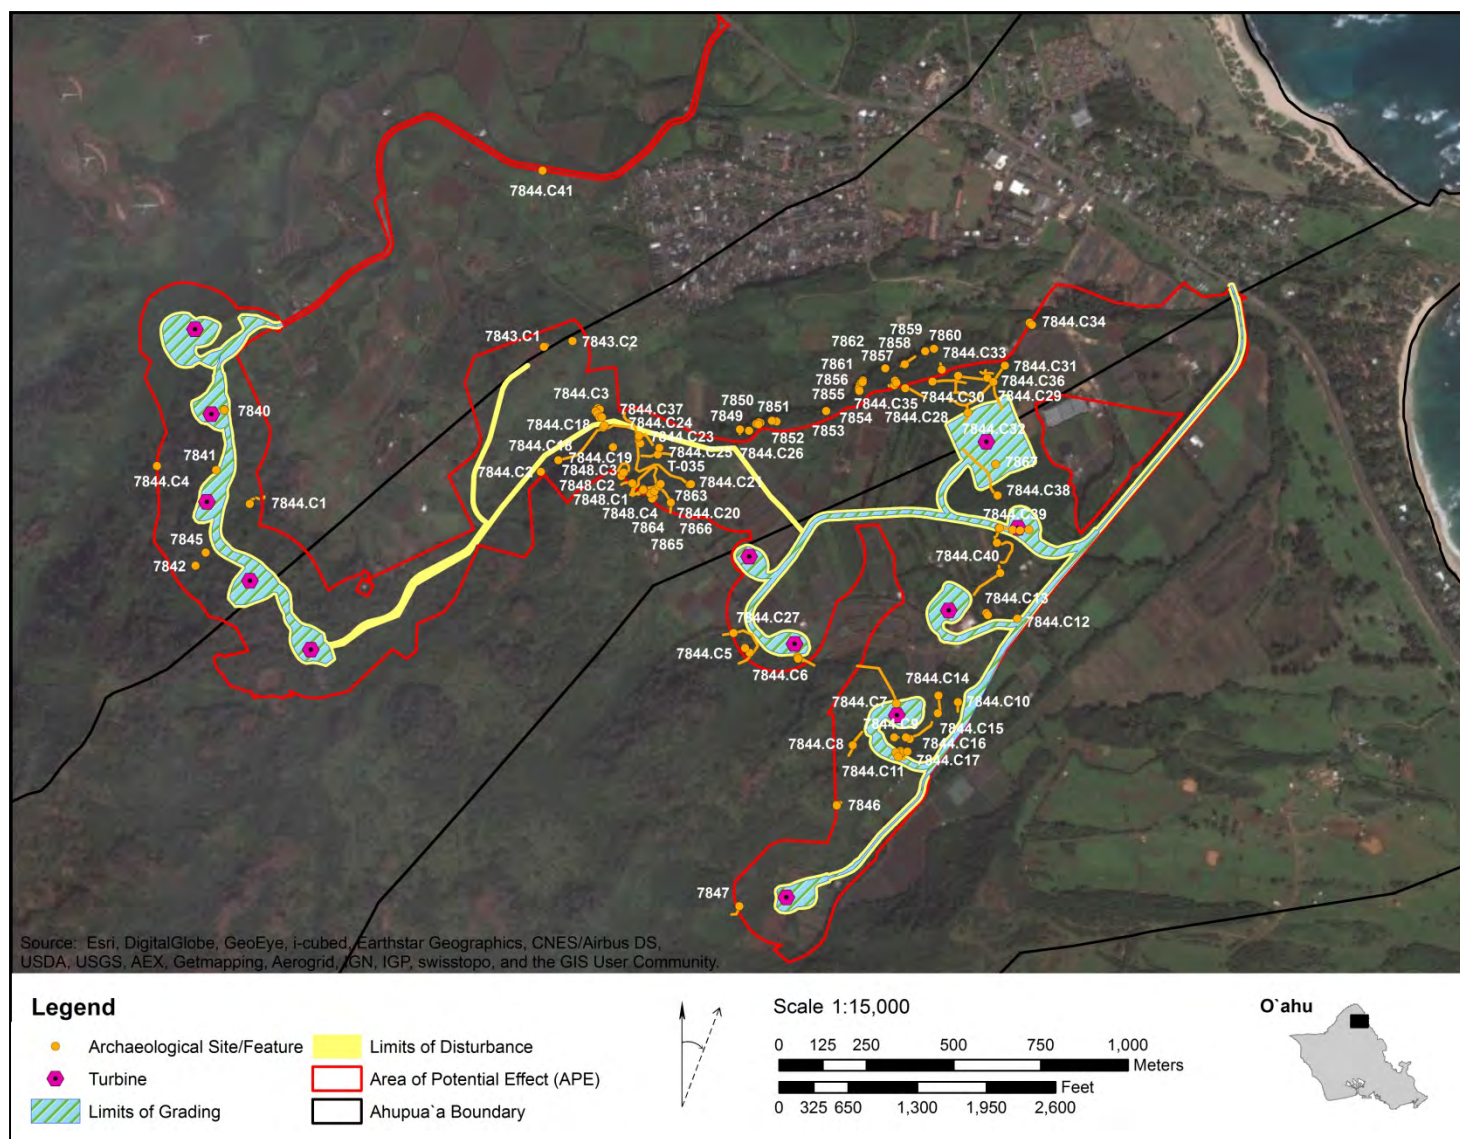 7844.C41
7843.C1
7843.C2
7844.C34
7859
7860
7862
7858
7844.C33
7861
7857
7844.C31
7856
7844.C36
7855
7844.C30
7844.C29
7854
7844.C35
7844.C28
7853
7844.C32
7867
7844.C38
7844.C39
7844.C40
7844.C13
7844.C12
7850
7851
7849
7852
7844.C26
7844.C3
7844.C37
7844.C18
7844.C24
7844.C23
7844.C25
7844.C19
T-035
7848.C3
7844.C21
7848.C2
7863
7848.C1
7844.C20
7848.C4
7866
7864
7865
7840
7841
7844.C4
7844.C1
7845
7842
7844.C27
7844.C5
7844.C6
7844.C14
7844.C7
7844.C10
7844.C9
7844.C15
7844.C8
7844.C16
7844.C11
7844.C17
7846
7847
Source: Esri, DigitalGlobe, GeoEye, i-cubed, Earthstar Geographics, CNES/Airbus DS,
USDA, USGS, AEX, Getmapping, Aerogrid, IGN, IGP, swisstopo, and the GIS User Community.
Legend
Archaeological Site/Feature
Turbine
Limits of Grading
Limits of Disturbance
Area of Potential Effect (APE)
Ahupua`a Boundary
Scale 1:15,000
0 125 250 500 750 1,000
Meters
Feet
0 325 650 1,300 1,950 2,600
O`ahu